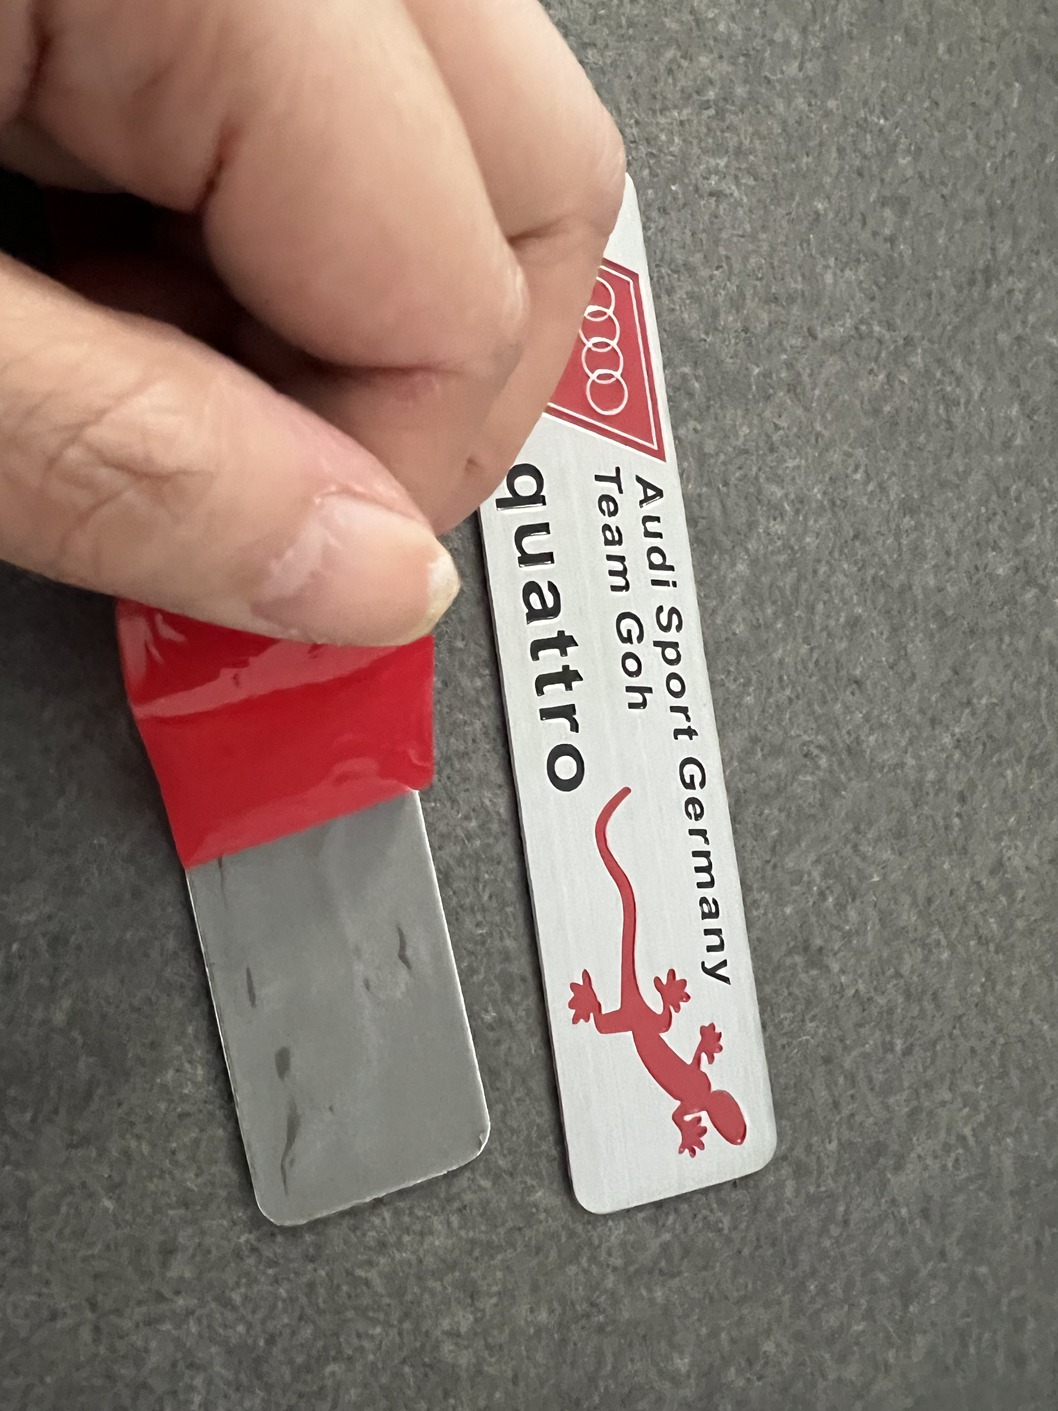 Audi Sport Germany
Team Goh
quattro